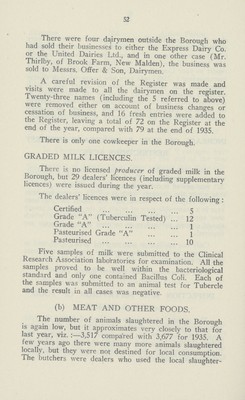 52
There were four dairymen outside the Borough who
had sold their businesses to either the Express Dairy Co.
or the United Dairies Ltd., and in one other case (Mr.
Thirlby, of Brook Farm, New Malden), the business was
sold to Messrs. Offer & Son, Dairymen.
A careful revision of the Register was made and
visits were made to all the dairymen on the register.
Twenty-three names (including the 5 referred to above)
were removed either on account of business changes or
cessation of business, and 16 fresh entries were added to
the Register, leaving a total of 72 on the Register at the
end of the year, compared with 79 at the end of 1935.
There is only one cowkeeper in the Borough.
GRADED MILK LICENCES.
There is no licensed producer of graded milk in the
Borough, but 29 dealers' licences (including supplementary
licences) were issued during the year.
The dealers' licences were in respect of the following :
Certified ... ... ... ... 5
Grade "A" (Tuberculin Tested) ... 12
Grade "A" ... ... ... ... 1
Pasteurised Grade "A" ... ... 1
Pasteurised ... ... ... ... 10
Five samples of milk were submitted to the Clinical
Research Association laboratories for examination. All the
samples proved to be well within the bacteriological
standard and only one contained Bacillus Coli. Each of
the samples was submitted to an animal test for Tubercle
and the result in all cases was negative.
(b) MEAT AND OTHER FOODS.
The number of animals slaughtered in the Borough
is again low, but it approximates very closely to that for
last year, viz. :—3,517 compared with 3,677 for 1935. A
few years ago there were many more animals slaughtered
locally, but they were not destined for local consumption.
The butchers were dealers who used the local slaughter-